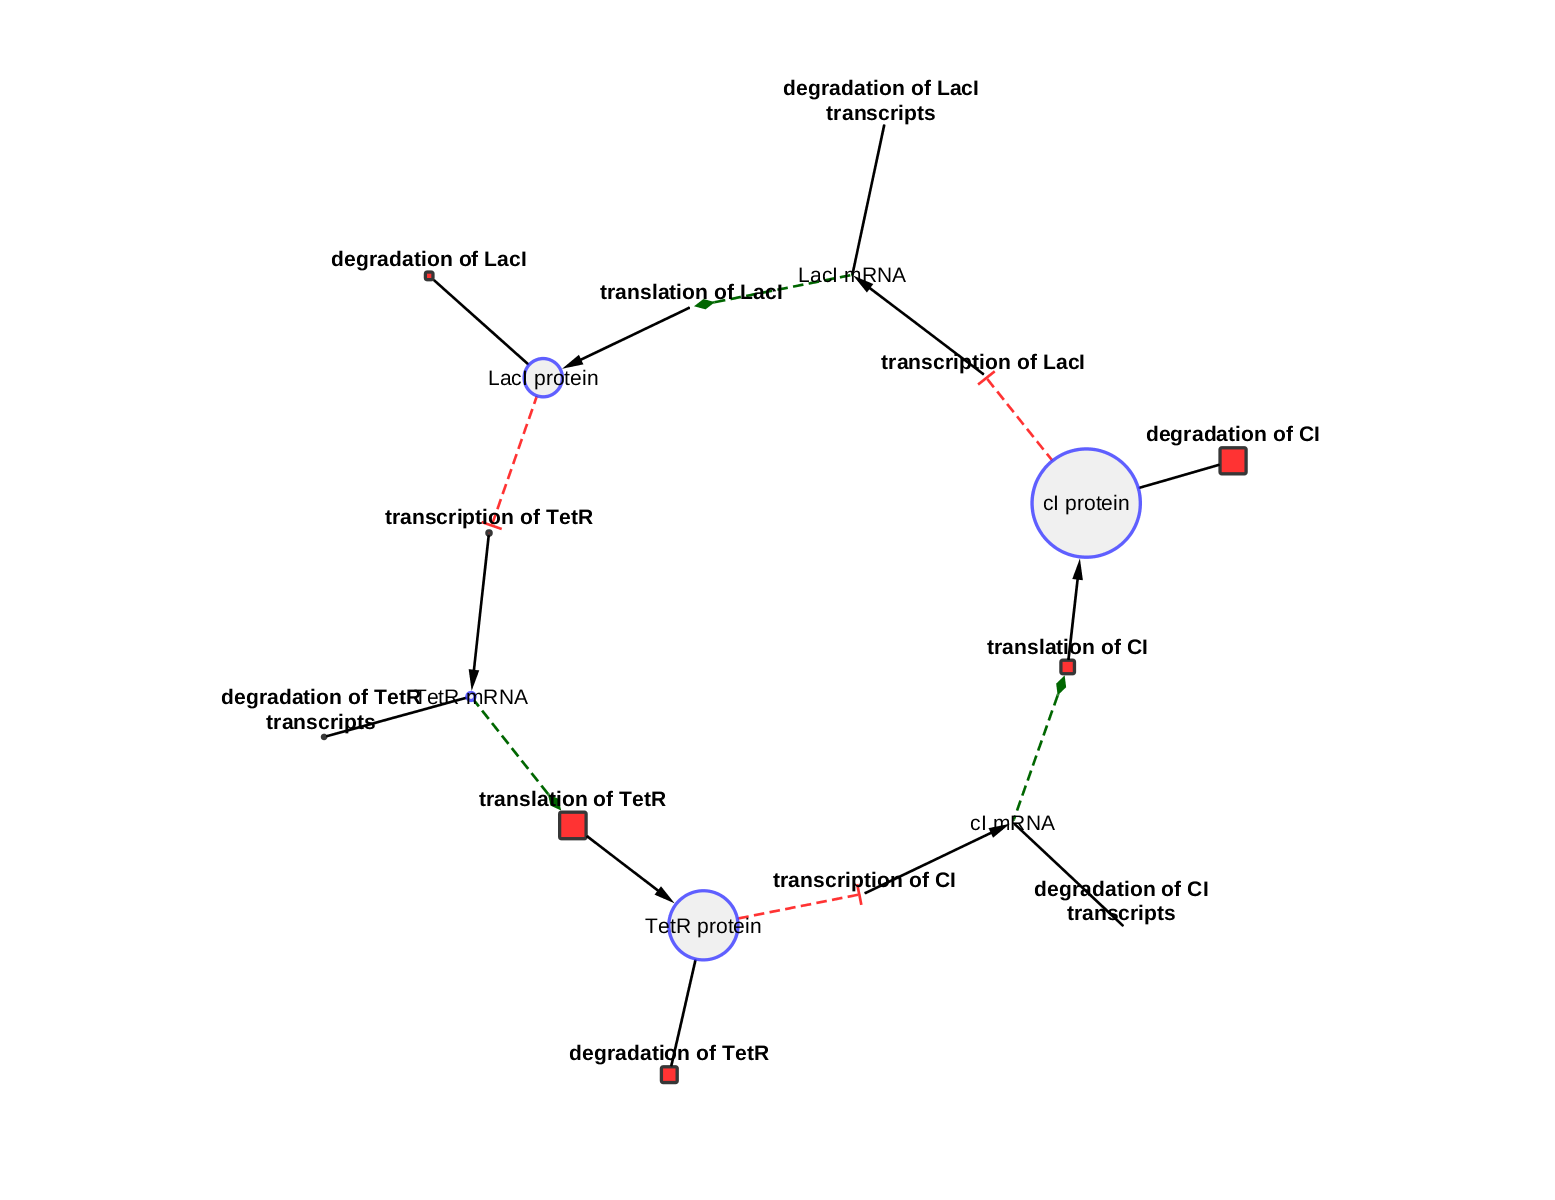 degradation of LacI
transcripts
degradation of LacI
LacI mRNA
translation of LacI
transcription of LacI
LacI protein
degradation of CI
cI protein
transcription of TetR
translation of CI
degradation of TetR
transcripts
TetR mRNA
translation of TetR
cI mRNA
transcription of CI
degradation of CI
transcripts
TetR protein
degradation of TetR